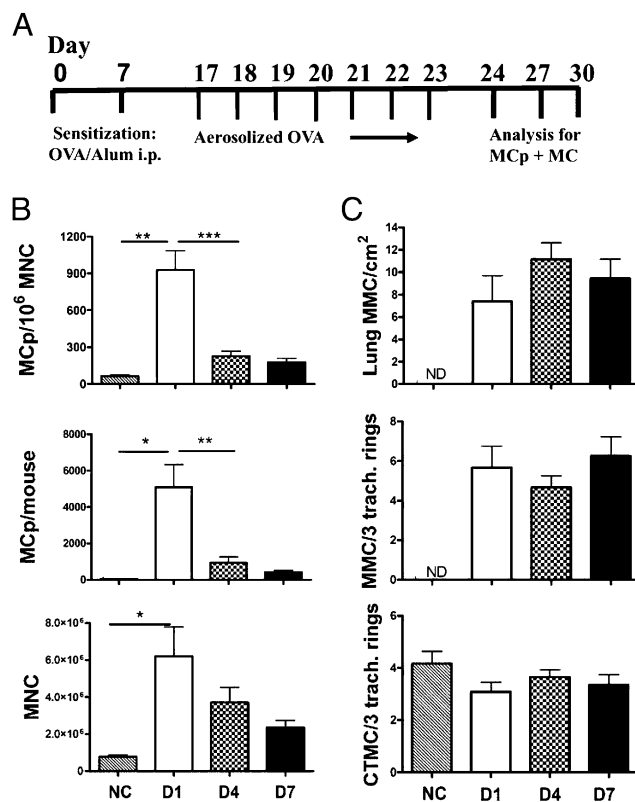 A
Day
0 7 17 18 19 20 21 22 23 24 27 30
Sensitization: Aerosolized OVA Analysis for
OVA/Alum i.p. MCp + MC
B
MCp/10⁶ MNC
1200
900
600
300
0
** ***
MCp/mouse
8000
6000
4000
2000
0
* **
MNC
8.0×10⁶
6.0×10⁶
4.0×10⁶
2.0×10⁶
0
*
NC D1 D4 D7
C
Lung MMC/cm²
14
12
10
8
6
4
2
0
ND
MMC/3 trach. rings
8
6
4
2
0
ND
CTMC/3 trach. rings
6
4
2
0
NC D1 D4 D7